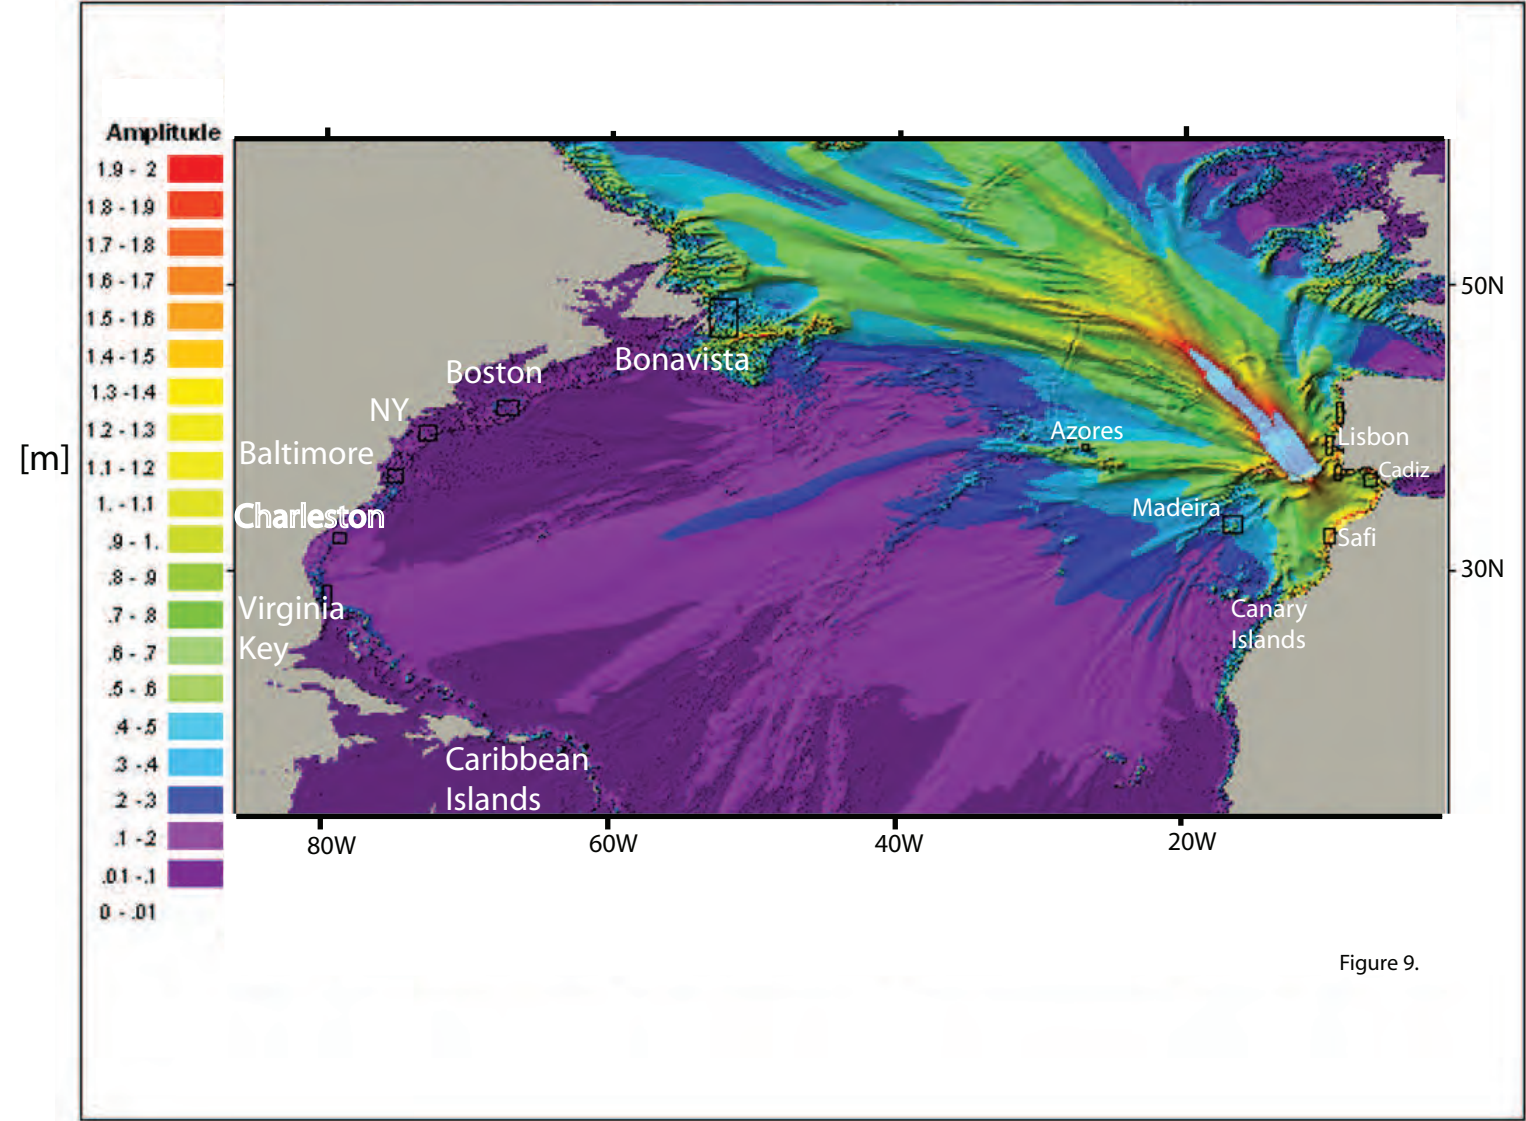 Amplitude
1.9 - 2
1.8 - 1.9
1.7 - 1.8
1.6 - 1.7
1.5 - 1.6
1.4 - 1.5
1.3 - 1.4
1.2 - 1.3
1.1 - 1.2
1. - 1.1
.9 - 1.
.8 - .9
.7 - .8
.6 - .7
.5 - .6
.4 - .5
.3 - .4
.2 - .3
.1 - .2
.01 - .1
0 - .01
[m]
Bonavista
Boston
NY
Baltimore
Charleston
Virginia
Key
Caribbean
Islands
Azores
Lisbon
Cadiz
Madeira
Safi
Canary
Islands
50N
30N
80W
60W
40W
20W
Figure 9.